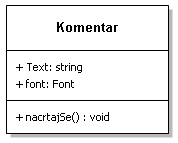 Komentar
+ Text: string
+ font: Font
+ nacrtajSe() : void